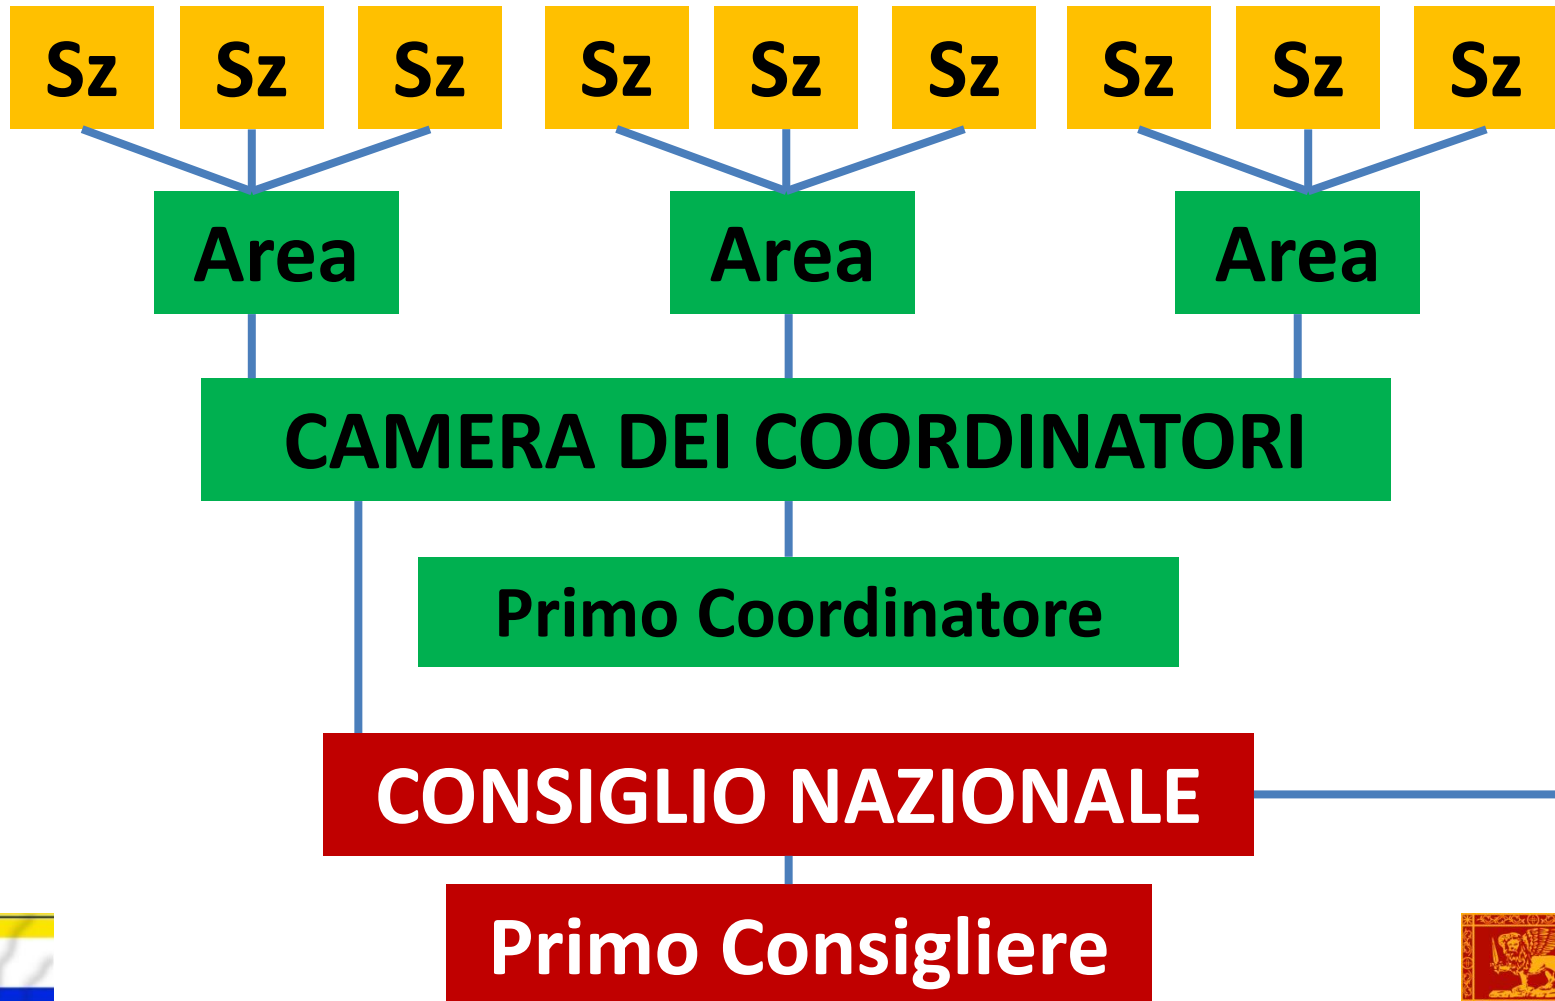 Sz Sz Sz Sz Sz Sz Sz Sz Sz
Area Area Area
CAMERA DEI COORDINATORI
Primo Coordinatore
CONSIGLIO NAZIONALE
Primo Consigliere